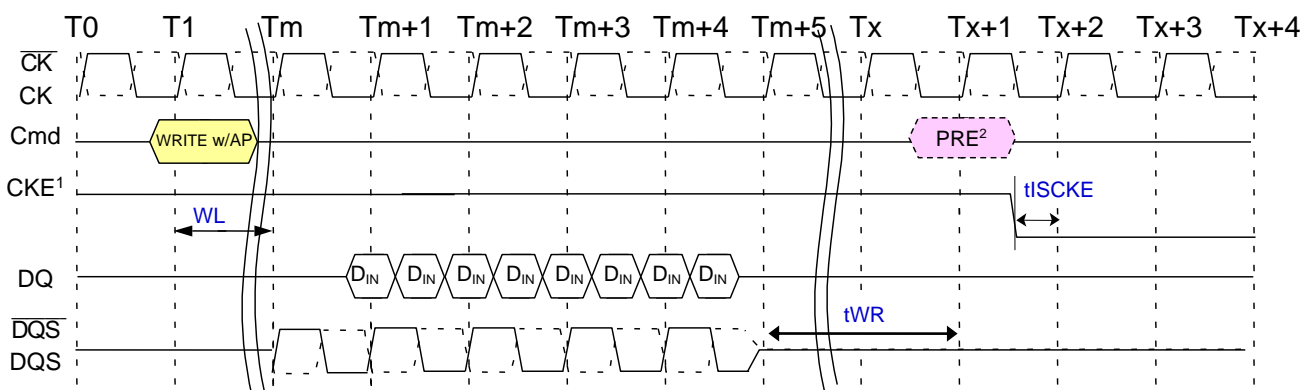 T0 T1 Tm Tm+1 Tm+2 Tm+3 Tm+4 Tm+5 Tx Tx+1 Tx+2 Tx+3 Tx+4
CK
CK
Cmd WRITE w/AP PRE²
CKE¹ tISCKE
WL
DQ DIN DIN DIN DIN DIN DIN DIN DIN
DQS tWR
DQS